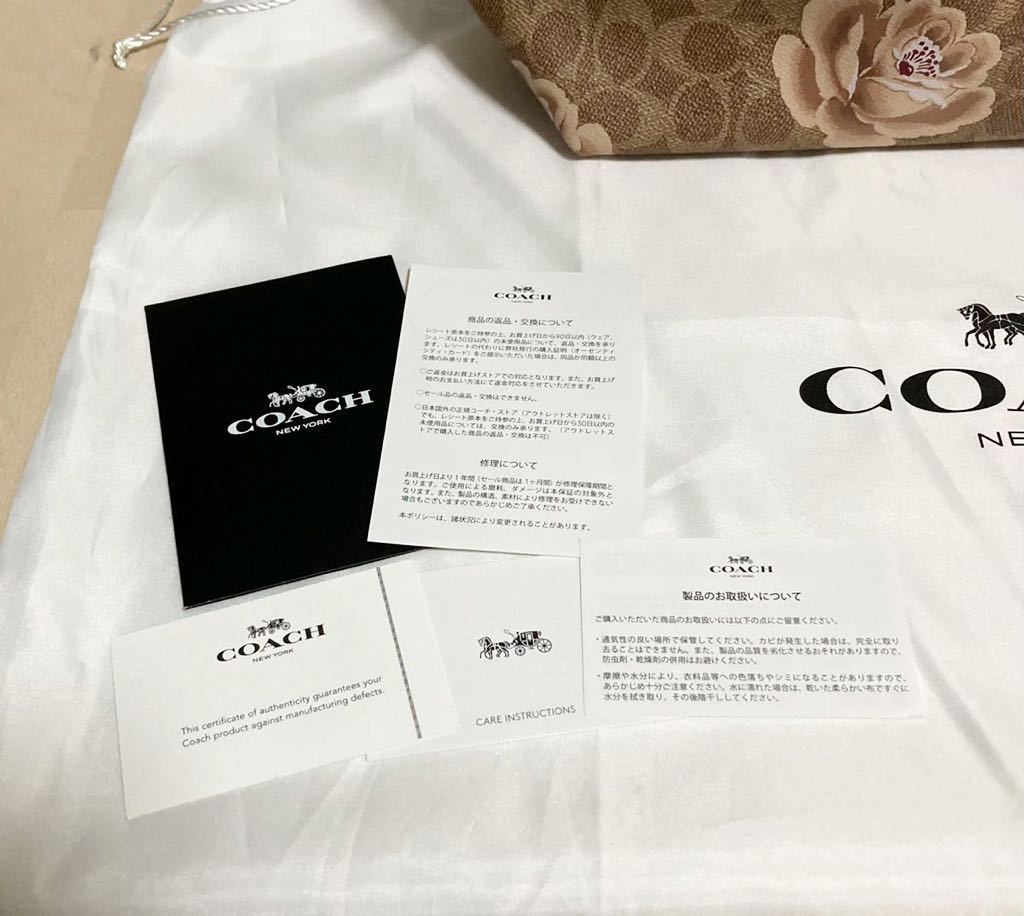 COACH
NEW YORK
COACH
NEW YORK
商品の返品・交換について
レシート原本をご持参の上、お買上げ日から90日以内（ウェア、
シューズは30日以内）の未使用品について、返品・交換を承り
ます。レシートの代わりに弊社発行の購入証明（オーセンティ
シティ・カード）をご提示いただいた場合は、同品か同額以上の
交換のみ承ります。
○ご返金はお買上げストアでの対応となります。また、お買上げ
時のお支払い方法にて返金対応をさせていただきます。
○セール品の返品・交換はできません。
○日本国外の正規コーチ・ストア（アウトレットストアは除く）
でも、レシート原本をご持参の上、お買上げ日から30日以内の
未使用品については、交換のみ承ります。（アウトレットス
トアで購入した商品の返品・交換は不可）
修理について
お買上げ日より１年間（セール商品は１ヶ月間）が修理保障期間と
なります。ご使用による磨耗、ダメージは本保証の対象外と
なります。また、製品の構造、素材により修理をお受けできない
場合もございますのであらかじめご了承ください。
本ポリシーは、諸状況により変更されることがあります。
COA
NE
COACH
NEW YORK
This certificate of authenticity guarantees your
Coach product against manufacturing defects.
CARE INSTRUCTIONS
COACH
NEW YORK
製品のお取扱いについて
ご購入いただいた商品のお取扱いには以下の点にご留意ください。
・通気性の良い場所で保管してください。カビが発生した場合は、完全に取り
去ることはできません。また、製品の品質を劣化させるおそれがありますので、
防虫剤・乾燥剤の併用はお避けください。
・摩擦や水分により、衣料品等への色落ちやシミになることがありますので、
あらかじめ十分ご注意ください。水に濡れた場合は、乾いた柔らかい布ですぐに
水分を拭き取り、その後陰干ししてください。